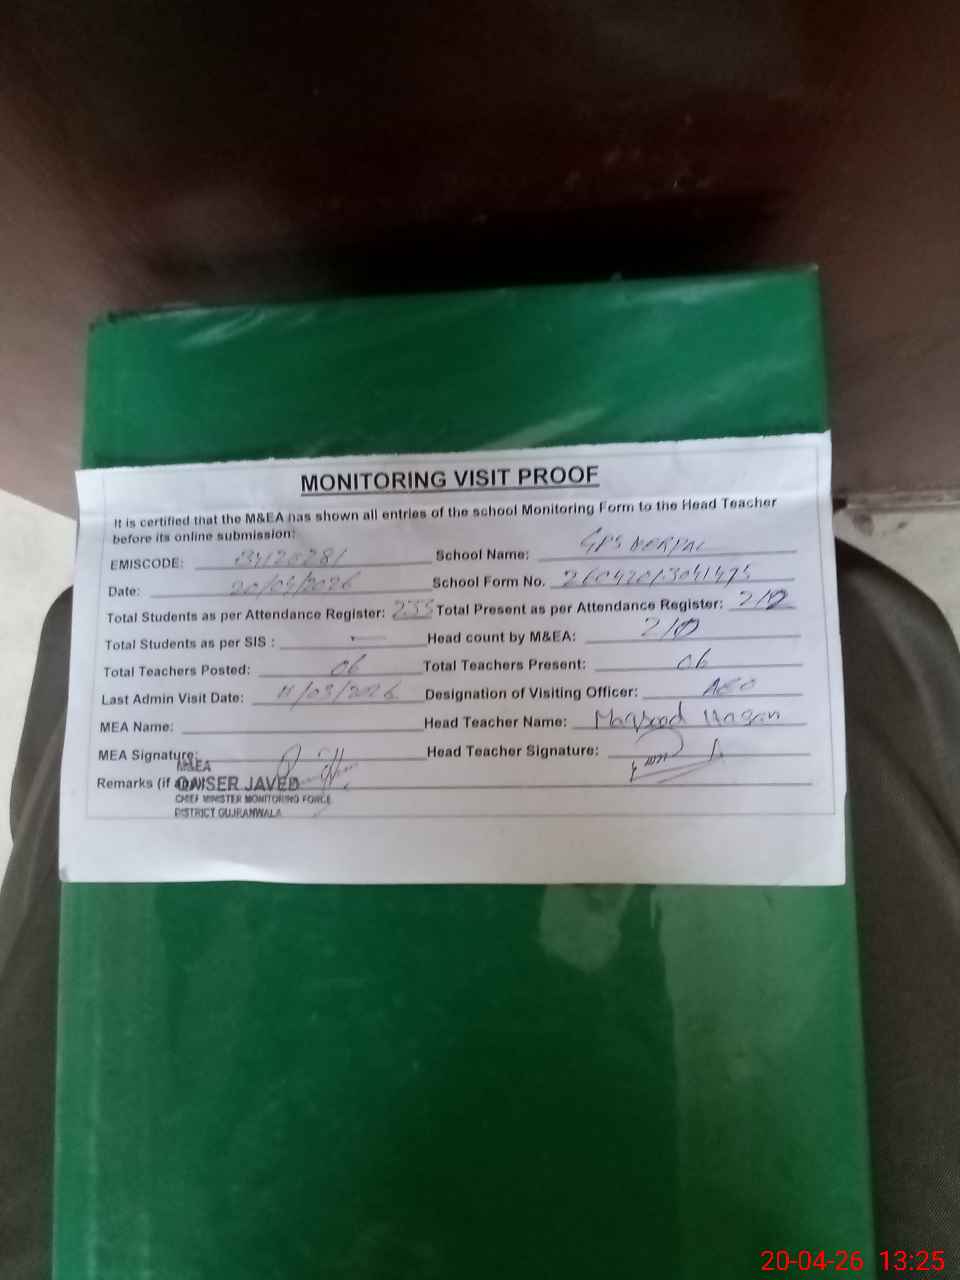 MONITORING VISIT PROOF
It is certified that the M&EA has shown all entries of the school Monitoring Form to the Head Teacher
before its online submission:
EMISCODE: School Name: GPS
Date: 20/04/2026 School Form No.
Total Students as per Attendance Register: 235 Total Present as per Attendance Register:
Total Students as per SIS : - Head count by M&EA:
Total Teachers Posted: 06 Total Teachers Present: 06
Last Admin Visit Date: 11/03/2026 Designation of Visiting Officer: AEO
MEA Name: Head Teacher Name: Maqsood Hasan
MEA Signature: Head Teacher Signature:
M&EA
Remarks (if any)
QAISER JAVED
CHIEF MINISTER MONITORING FORCE
DISTRICT GUJRANWALA
20-04-26 13:25